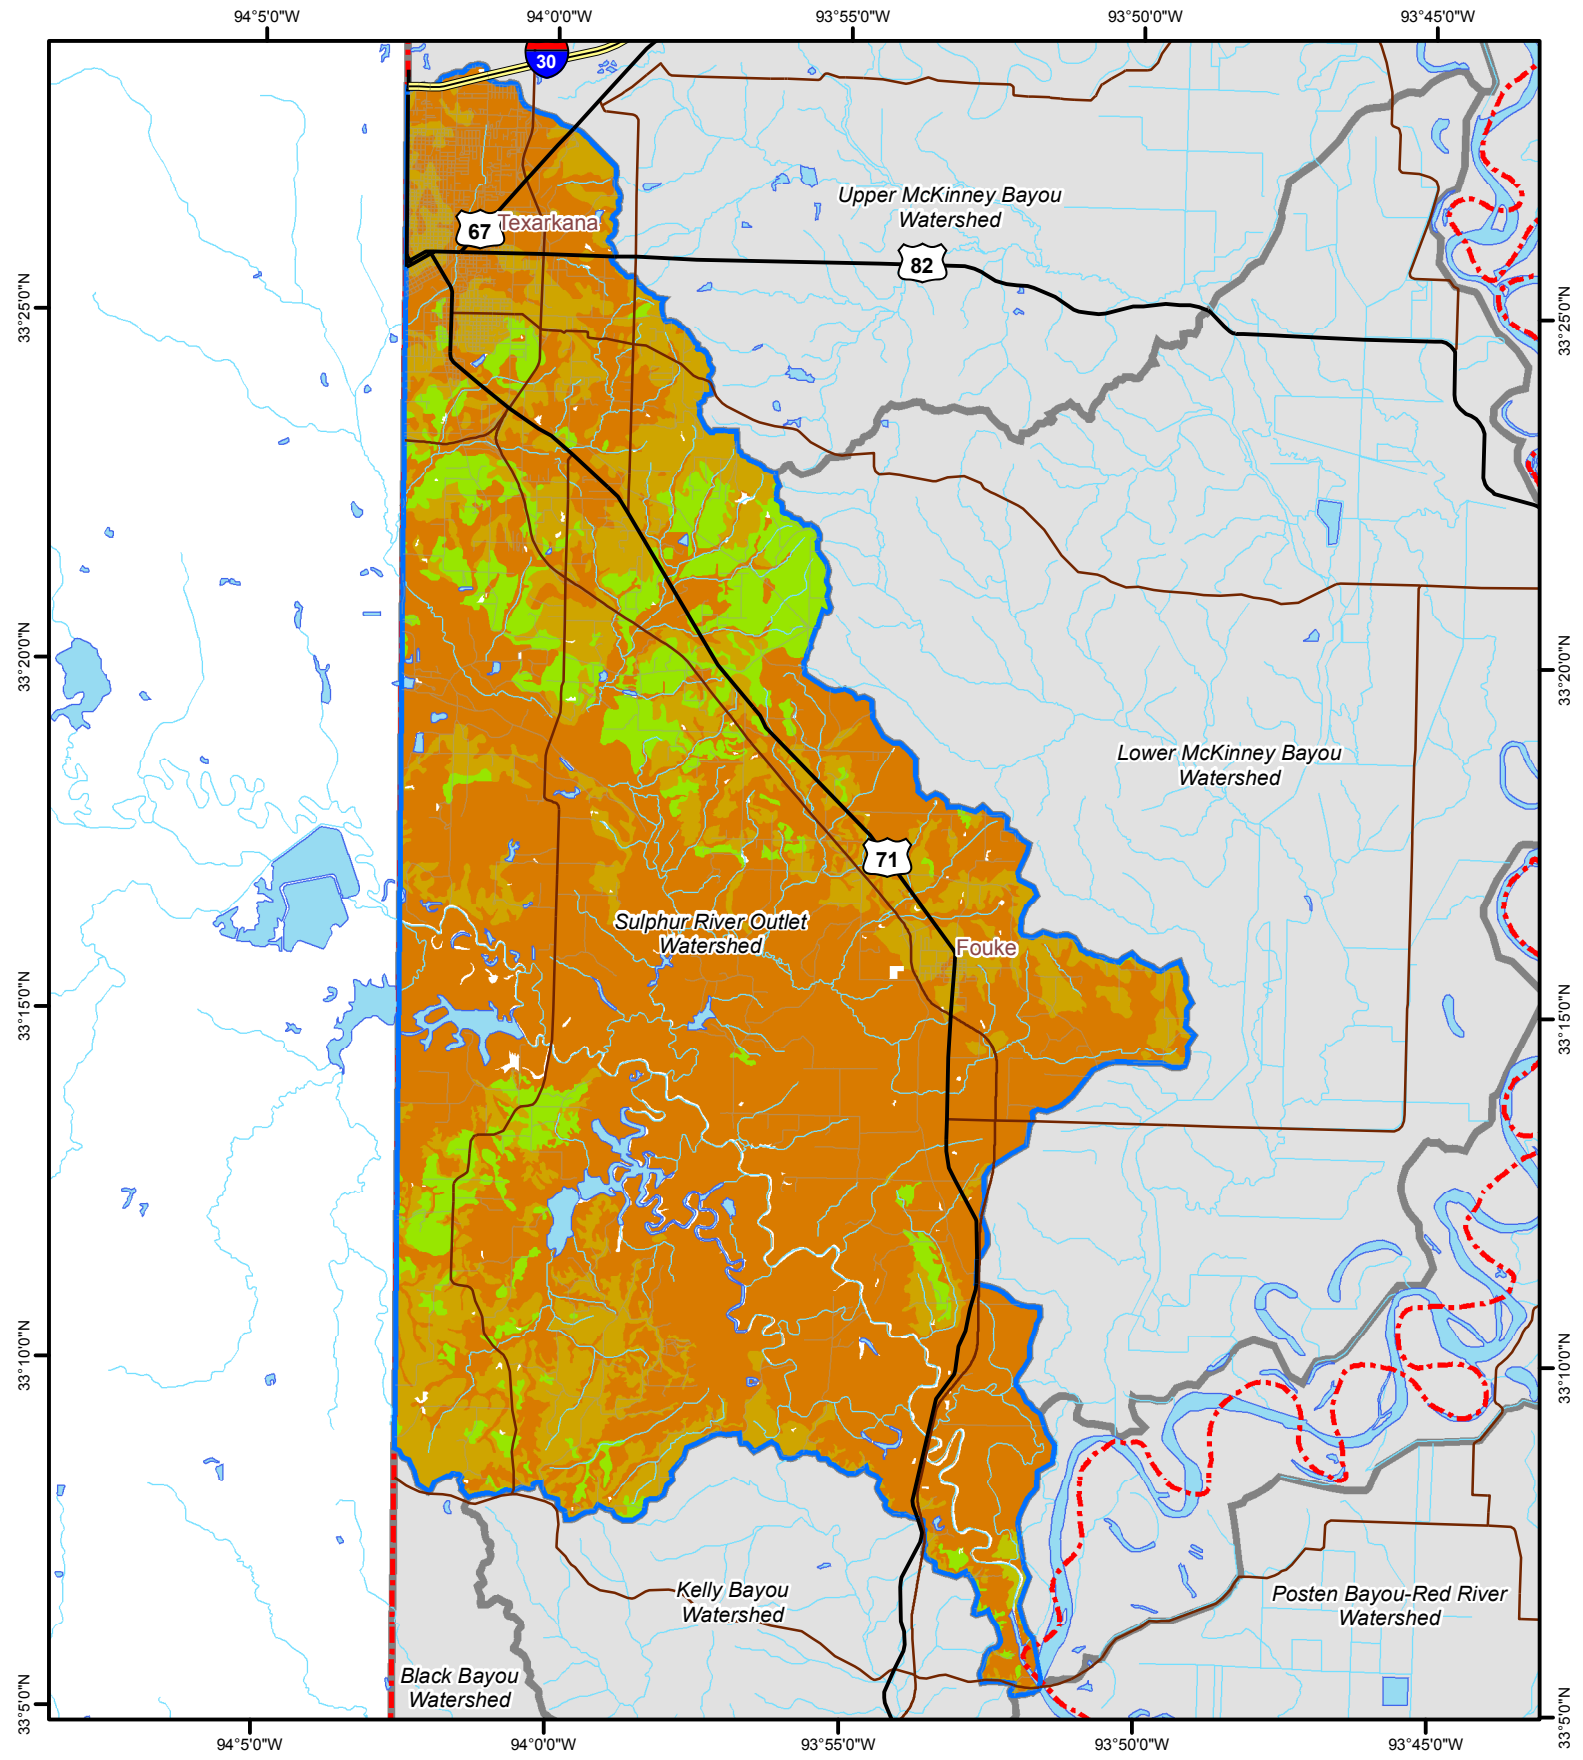 94°5'0"W 94°0'0"W 93°55'0"W 93°50'0"W 93°45'0"W
30
Upper McKinney Bayou
Watershed
67
Texarkana
82
33°25'0"N
33°25'0"N
33°20'0"N
33°20'0"N
Lower McKinney Bayou
Watershed
71
Sulphur River Outlet
Watershed
Fouke
33°15'0"N
33°15'0"N
33°10'0"N
33°10'0"N
Kelly Bayou
Watershed
Posten Bayou-Red River
Watershed
Black Bayou
Watershed
33°5'0"N
33°5'0"N
94°5'0"W 94°0'0"W 93°55'0"W 93°50'0"W 93°45'0"W